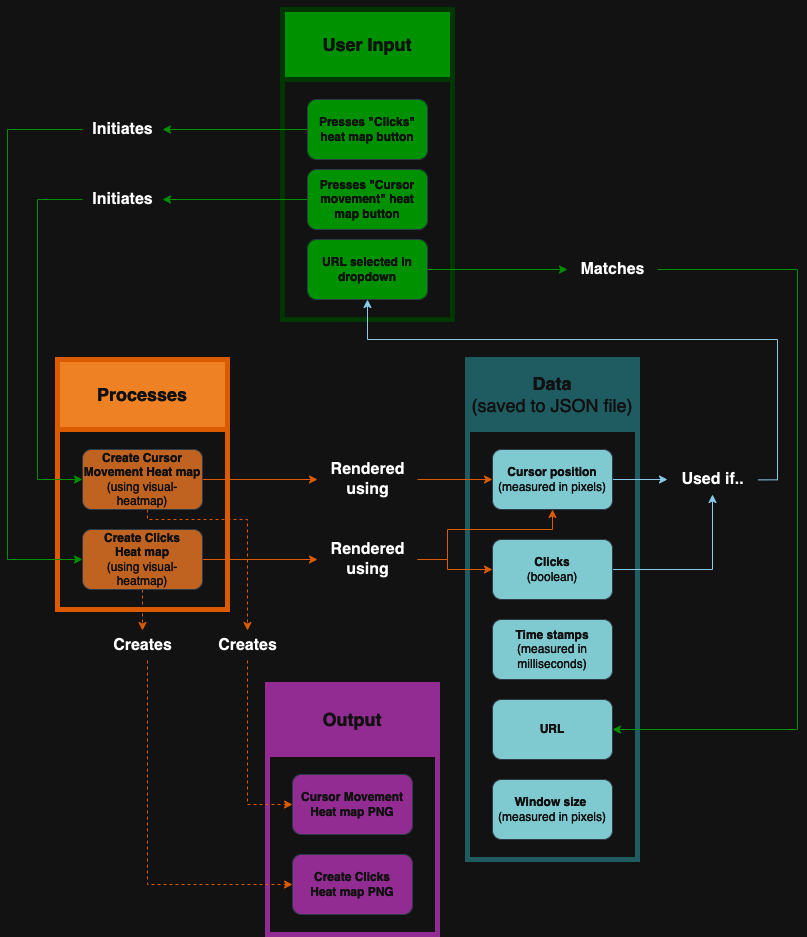 User Input
Presses "Clicks"
heat map button
Initiates
Presses "Cursor
movement" heat
map button
Initiates
URL selected in
dropdown
Matches
Processes
Create Cursor
Movement Heat map
(using visual-
heatmap)
Create Clicks
Heat map
(using visual-
heatmap)
Rendered
using
Rendered
using
Data
(saved to JSON file)
Cursor position
(measured in pixels)
Used if..
Clicks
(boolean)
Time stamps
(measured in
milliseconds)
URL
Window size
(measured in pixels)
Creates
Creates
Output
Cursor Movement
Heat map PNG
Create Clicks
Heat map PNG